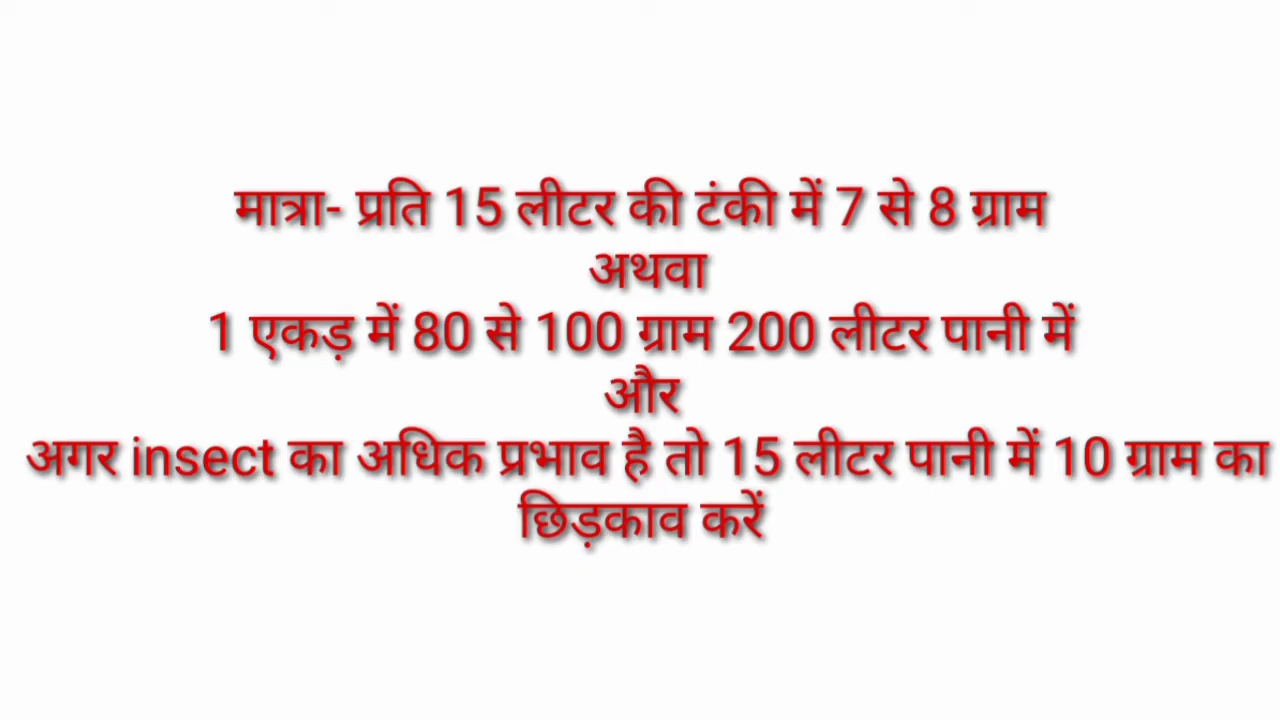 मात्रा- प्रति 15 लीटर की टंकी में 7 से 8 ग्राम
अथवा
1 एकड़ में 80 से 100 ग्राम 200 लीटर पानी में
और
अगर insect का अधिक प्रभाव है तो 15 लीटर पानी में 10 ग्राम का
छिड़काव करें